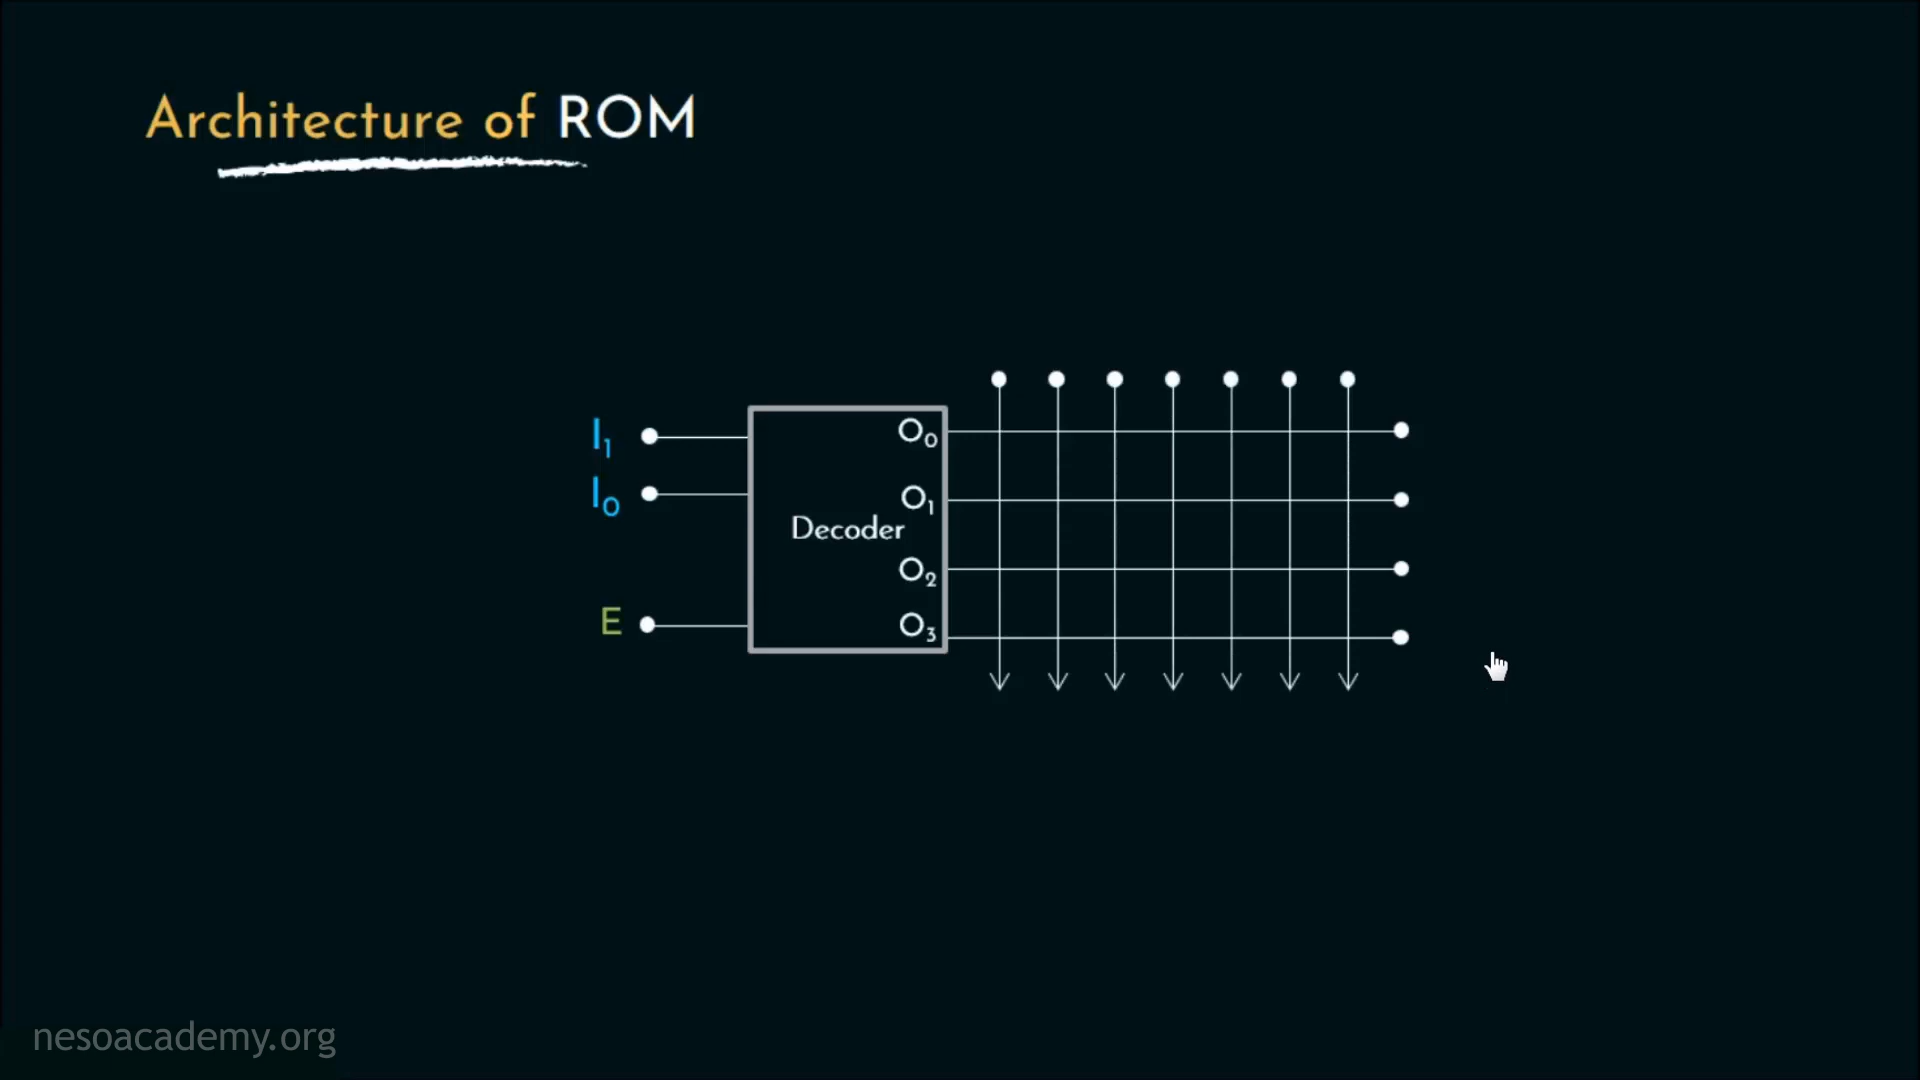 Architecture of ROM
I₁
I₀
E
Decoder
O₀
O₁
O₂
O₃
nesoacademy.org